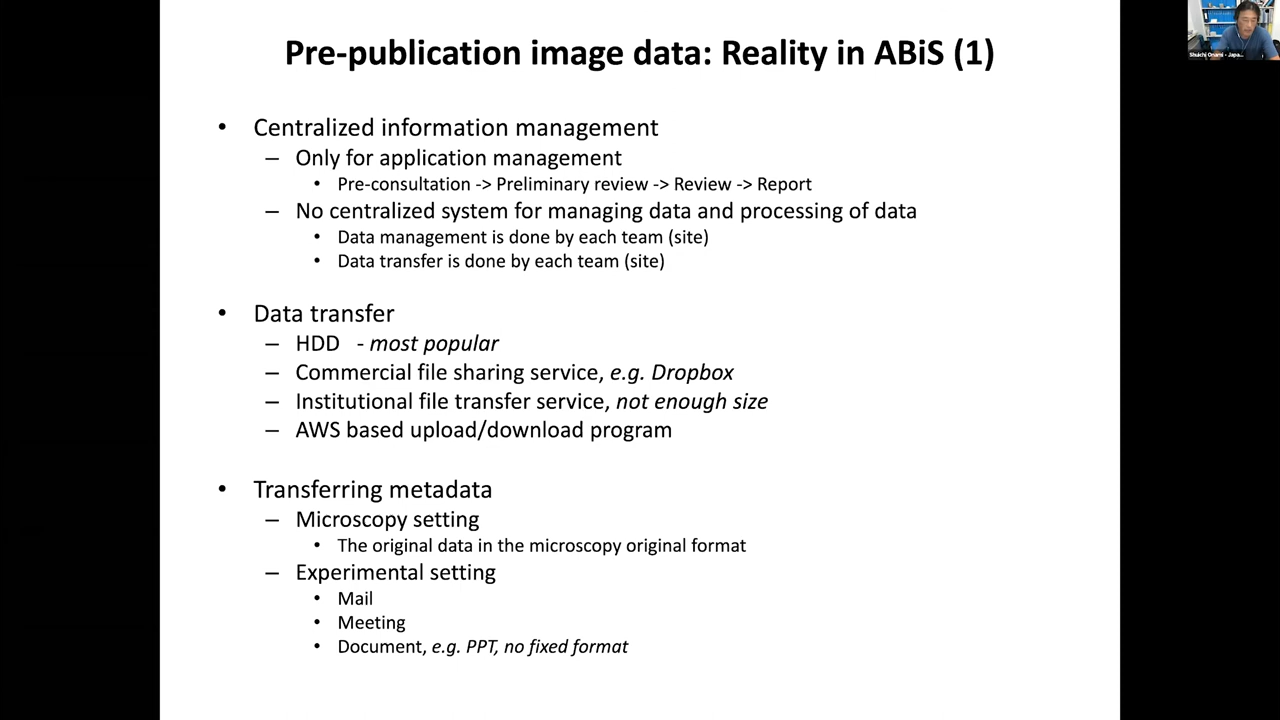 Pre-publication image data: Reality in ABiS (1)
• Centralized information management
– Only for application management
• Pre-consultation -> Preliminary review -> Review -> Report
– No centralized system for managing data and processing of data
• Data management is done by each team (site)
• Data transfer is done by each team (site)
• Data transfer
– HDD - most popular
– Commercial file sharing service, e.g. Dropbox
– Institutional file transfer service, not enough size
– AWS based upload/download program
• Transferring metadata
– Microscopy setting
• The original data in the microscopy original format
– Experimental setting
• Mail
• Meeting
• Document, e.g. PPT, no fixed format
Shuichi Onami - Japa...